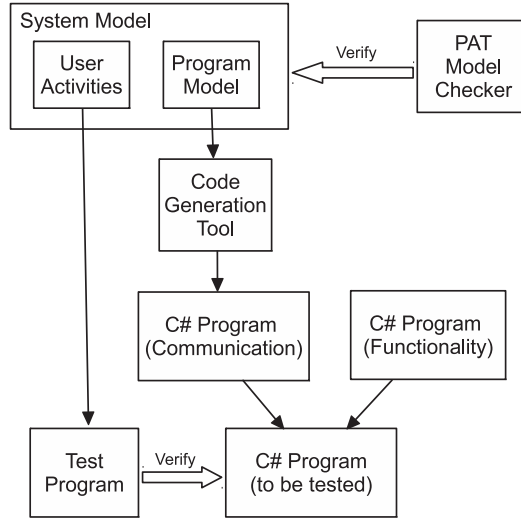 System Model
User
Activities
Program
Model
Verify
PAT
Model
Checker
Code
Generation
Tool
C# Program
(Communication)
C# Program
(Functionality)
Test
Program
Verify
C# Program
(to be tested)